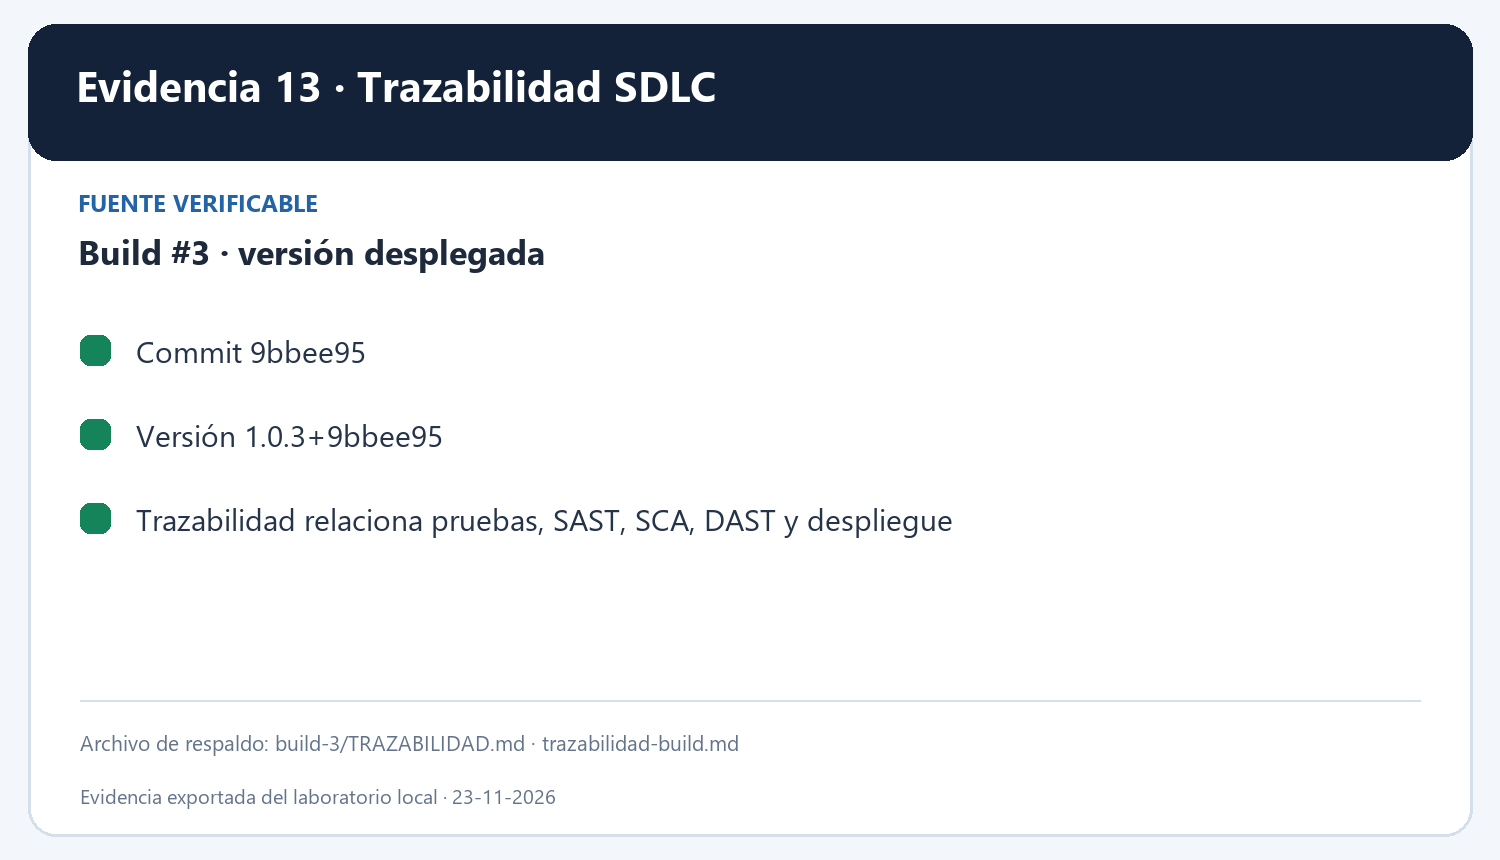 Evidencia 13 · Trazabilidad SDLC
FUENTE VERIFICABLE
Build #3 · versión desplegada
Commit 9bbee95
Versión 1.0.3+9bbee95
Trazabilidad relaciona pruebas, SAST, SCA, DAST y despliegue
Archivo de respaldo: build-3/TRAZABILIDAD.md · trazabilidad-build.md
Evidencia exportada del laboratorio local · 23-11-2026